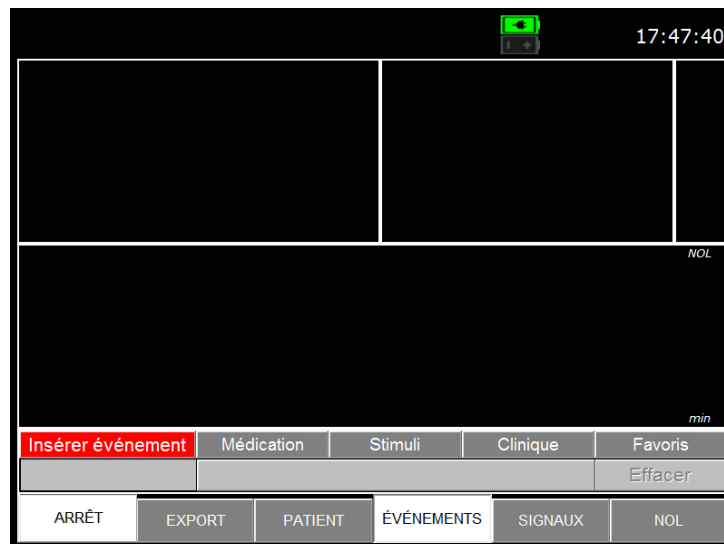 17:47:40
NOL
min
Insérer événement Médication Stimuli Clinique Favoris
Effacer
ARRÊT EXPORT PATIENT ÉVÉNEMENTS SIGNAUX NOL